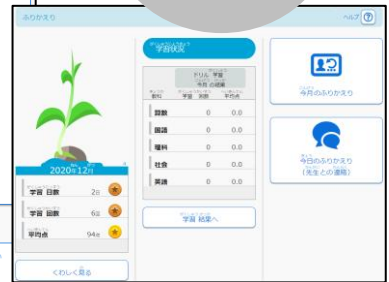 ふりかえり
ヘルプ ?
2020年12月
学習 日数 2日
学習 回数 6回
平均点 94点
くわしく見る
学習状況
ドリル 学習
今月 の結果
教科 学習 回数 平均点
算数 0 0.0
国語 0 0.0
理科 0 0.0
社会 0 0.0
英語 0 0.0
学習 結果へ
今月のふりかえり
今日のふりかえり
(先生との連絡)